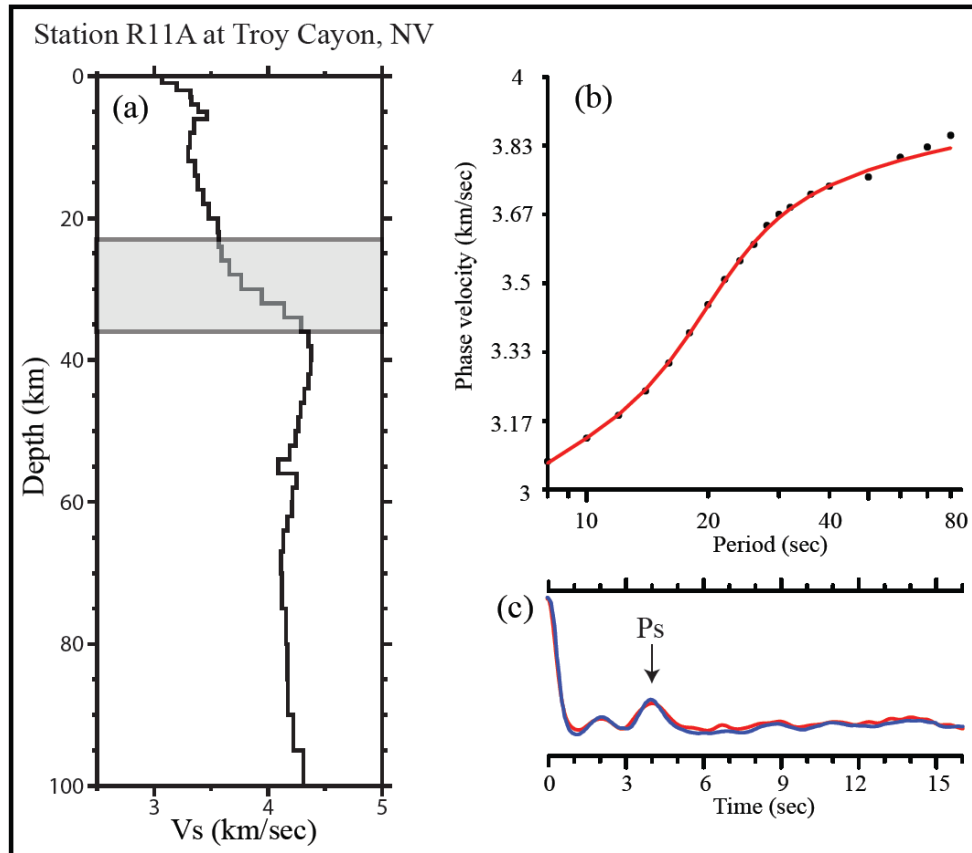 Station R11A at Troy Cayon, NV
(a)
0
20
40
60
80
100
Depth (km)
3
4
5
Vs (km/sec)
(b)
4
3.83
3.67
3.5
3.33
3.17
3
Phase velocity (km/sec)
10
20
40
80
Period (sec)
(c)
Ps
0
3
6
9
12
15
Time (sec)